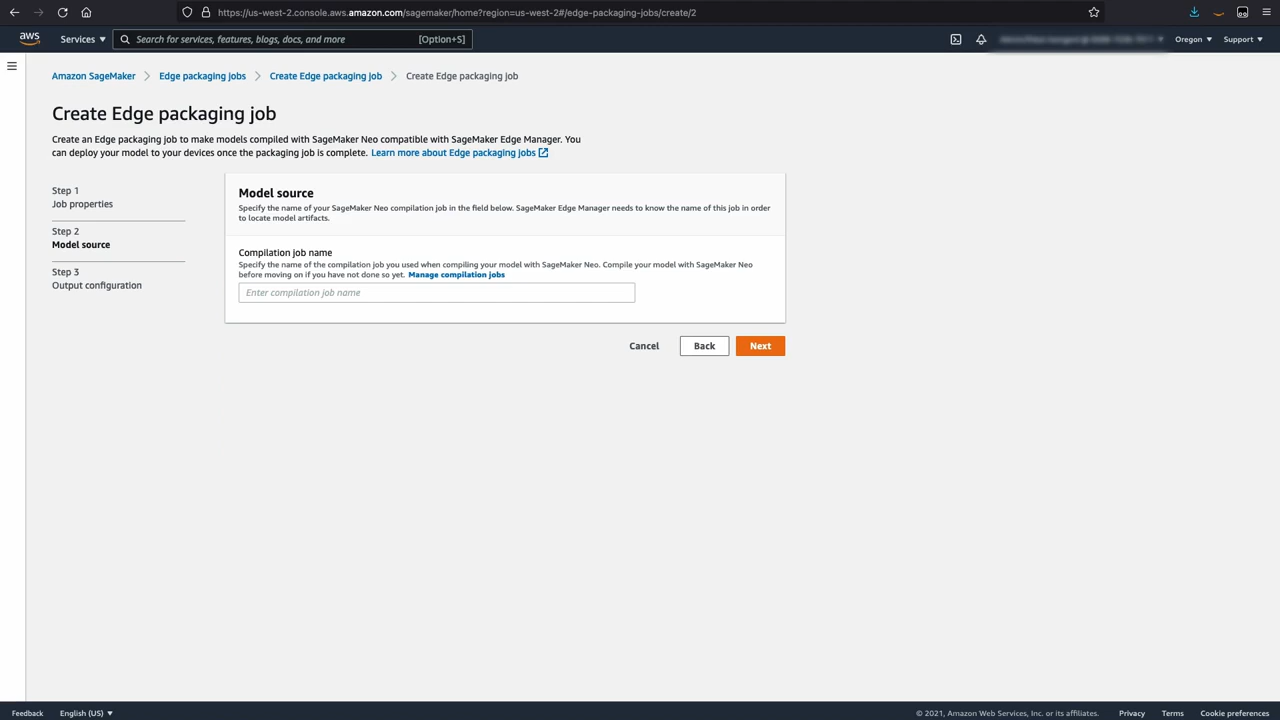 https://us-west-2.console.aws.amazon.com/sagemaker/home?region=us-west-2#/edge-packaging-jobs/create/2
aws
Services
Search for services, features, blogs, docs, and more
[Option+S]
Oregon
Support
Amazon SageMaker
Edge packaging jobs
Create Edge packaging job
Create Edge packaging job
Create Edge packaging job
Create an Edge packaging job to make models compiled with SageMaker Neo compatible with SageMaker Edge Manager. You
can deploy your model to your devices once the packaging job is complete. Learn more about Edge packaging jobs
Step 1
Job properties
Step 2
Model source
Step 3
Output configuration
Model source
Specify the name of your SageMaker Neo compilation job in the field below. SageMaker Edge Manager needs to know the name of this job in order
to locate model artifacts.
Compilation job name
Specify the name of the compilation job you used when compiling your model with SageMaker Neo. Compile your model with SageMaker Neo
before moving on if you have not done so yet. Manage compilation jobs
Enter compilation job name
Cancel
Back
Next
Feedback
English (US)
© 2021, Amazon Web Services, Inc. or its affiliates.
Privacy
Terms
Cookie preferences